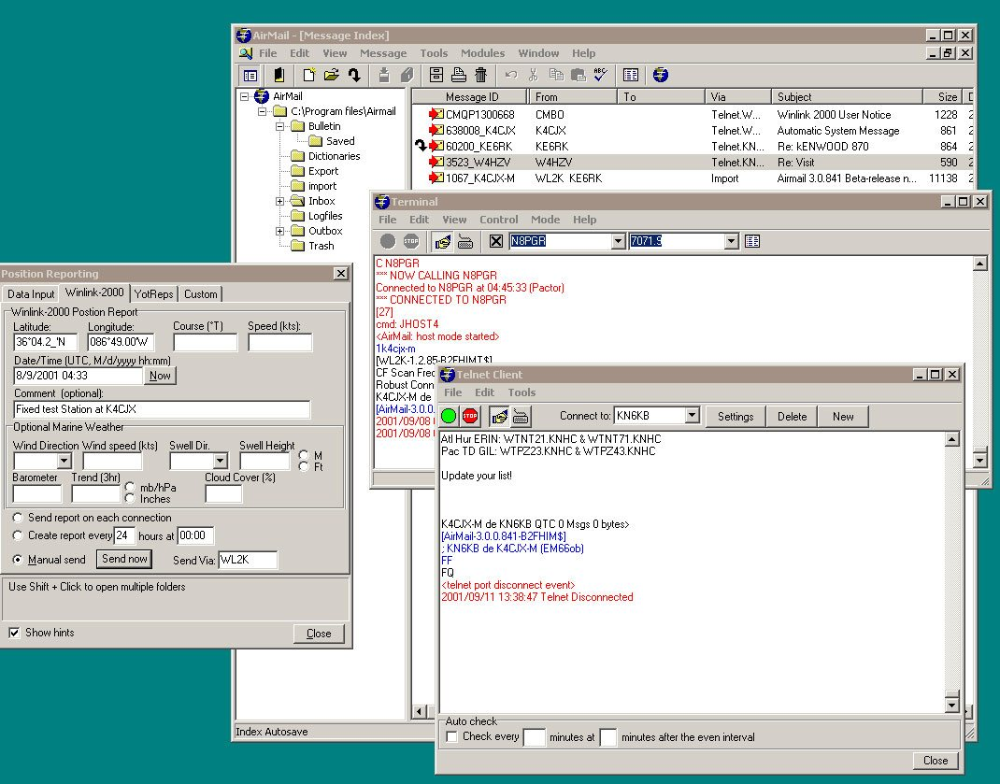 AirMail - [Message Index]
File Edit View Message Tools Modules Window Help
ABC
AirMail
C:\Program files\Airmail
Bulletin
Saved
Dictionaries
Export
import
Inbox
Logfiles
Outbox
Trash
Message ID From To Via Subject Size D
CMQP1300668 CMBO Telnet.W... Winlink 2000 User Notice 1228 2
638008_K4CJX K4CJX Telnet.W... Automatic System Message 861 2
60200_KE6RK KE6RK Telnet.KN... Re: kENWOOD 870 864 2
3523_W4HZV W4HZV Telnet.KN... Re: Visit 590 2
1067_K4CJX-M WL2K KE6RK Import Airmail 3.0.841 Beta-release n... 11138 2
Index Autosave
Terminal
File Edit View Control Mode Help
STOP N8PGR 7071.9
C N8PGR
*** NOW CALLING N8PGR
Connected to N8PGR at 04:45:33 (Pactor)
*** CONNECTED TO N8PGR
[27]
cmd: JHOST4
<AirMail: host mode started>
1k4cjx-m
[WL2K-1.2.85-B2FHIMT$]
CF Scan Freq
Robust Conn
K4CJX-M de
[AirMail-3.0.0.
2001/09/08
2001/09/08
Position Reporting
Data Input Winlink-2000 YotReps Custom
Winlink-2000 Postion Report
Latitude: Longitude: Course (°T) Speed (kts):
36°04.2_'N 086°49.00'W
Date/Time (UTC, M/d/yyyy hh:mm)
8/9/2001 04:33 Now
Comment (optional):
Fixed test Station at K4CJX
Optional Marine Weather
Wind Direction Wind speed (kts) Swell Dir. Swell Height
M
Ft
Barometer Trend (3hr) Cloud Cover (%)
mb/hPa
Inches
Send report on each connection
Create report every 24 hours at 00:00
Manual send Send now Send Via: WL2K
Use Shift + Click to open multiple folders
Show hints Close
Telnet Client
File Edit Tools
STOP Connect to: KN6KB Settings Delete New
Atl Hur ERIN: WTNT21.KNHC & WTNT71.KNHC
Pac TD GIL: WTPZ23.KNHC & WTPZ43.KNHC
Update your list!
K4CJX-M de KN6KB QTC 0 Msgs 0 bytes>
[AirMail-3.0.0.841-B2FHIM$]
; KN6KB de K4CJX-M (EM66ob)
FF
FQ
<telnet port disconnect event>
2001/09/11 13:38:47 Telnet Disconnected
Auto check
Check every minutes at minutes after the even interval
Close